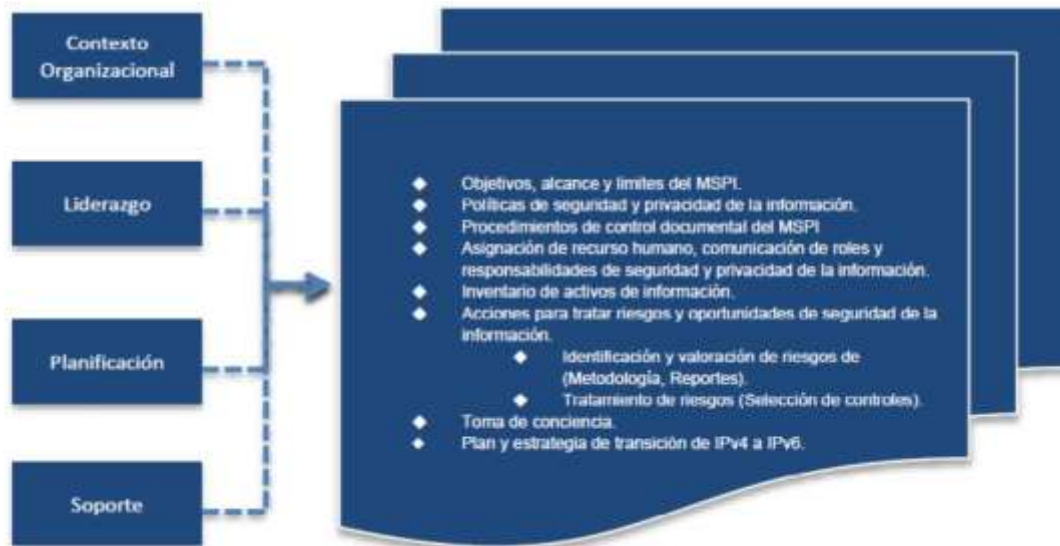 Contexto
Organizacional
Liderazgo
Planificación
Soporte
Objetivos, alcance y limites del MSPI.
Políticas de seguridad y privacidad de la información.
Procedimientos de control documental del MSPI
Asignación de recurso humano, comunicación de roles y
responsabilidades de seguridad y privacidad de la información.
Inventario de activos de información.
Acciones para tratar riesgos y oportunidades de seguridad de la
información.
Identificación y valoración de riesgos de
(Metodología, Reportes).
Tratamiento de riesgos (Selección de controles).
Toma de conciencia.
Plan y estrategia de transición de IPv4 a IPv6.